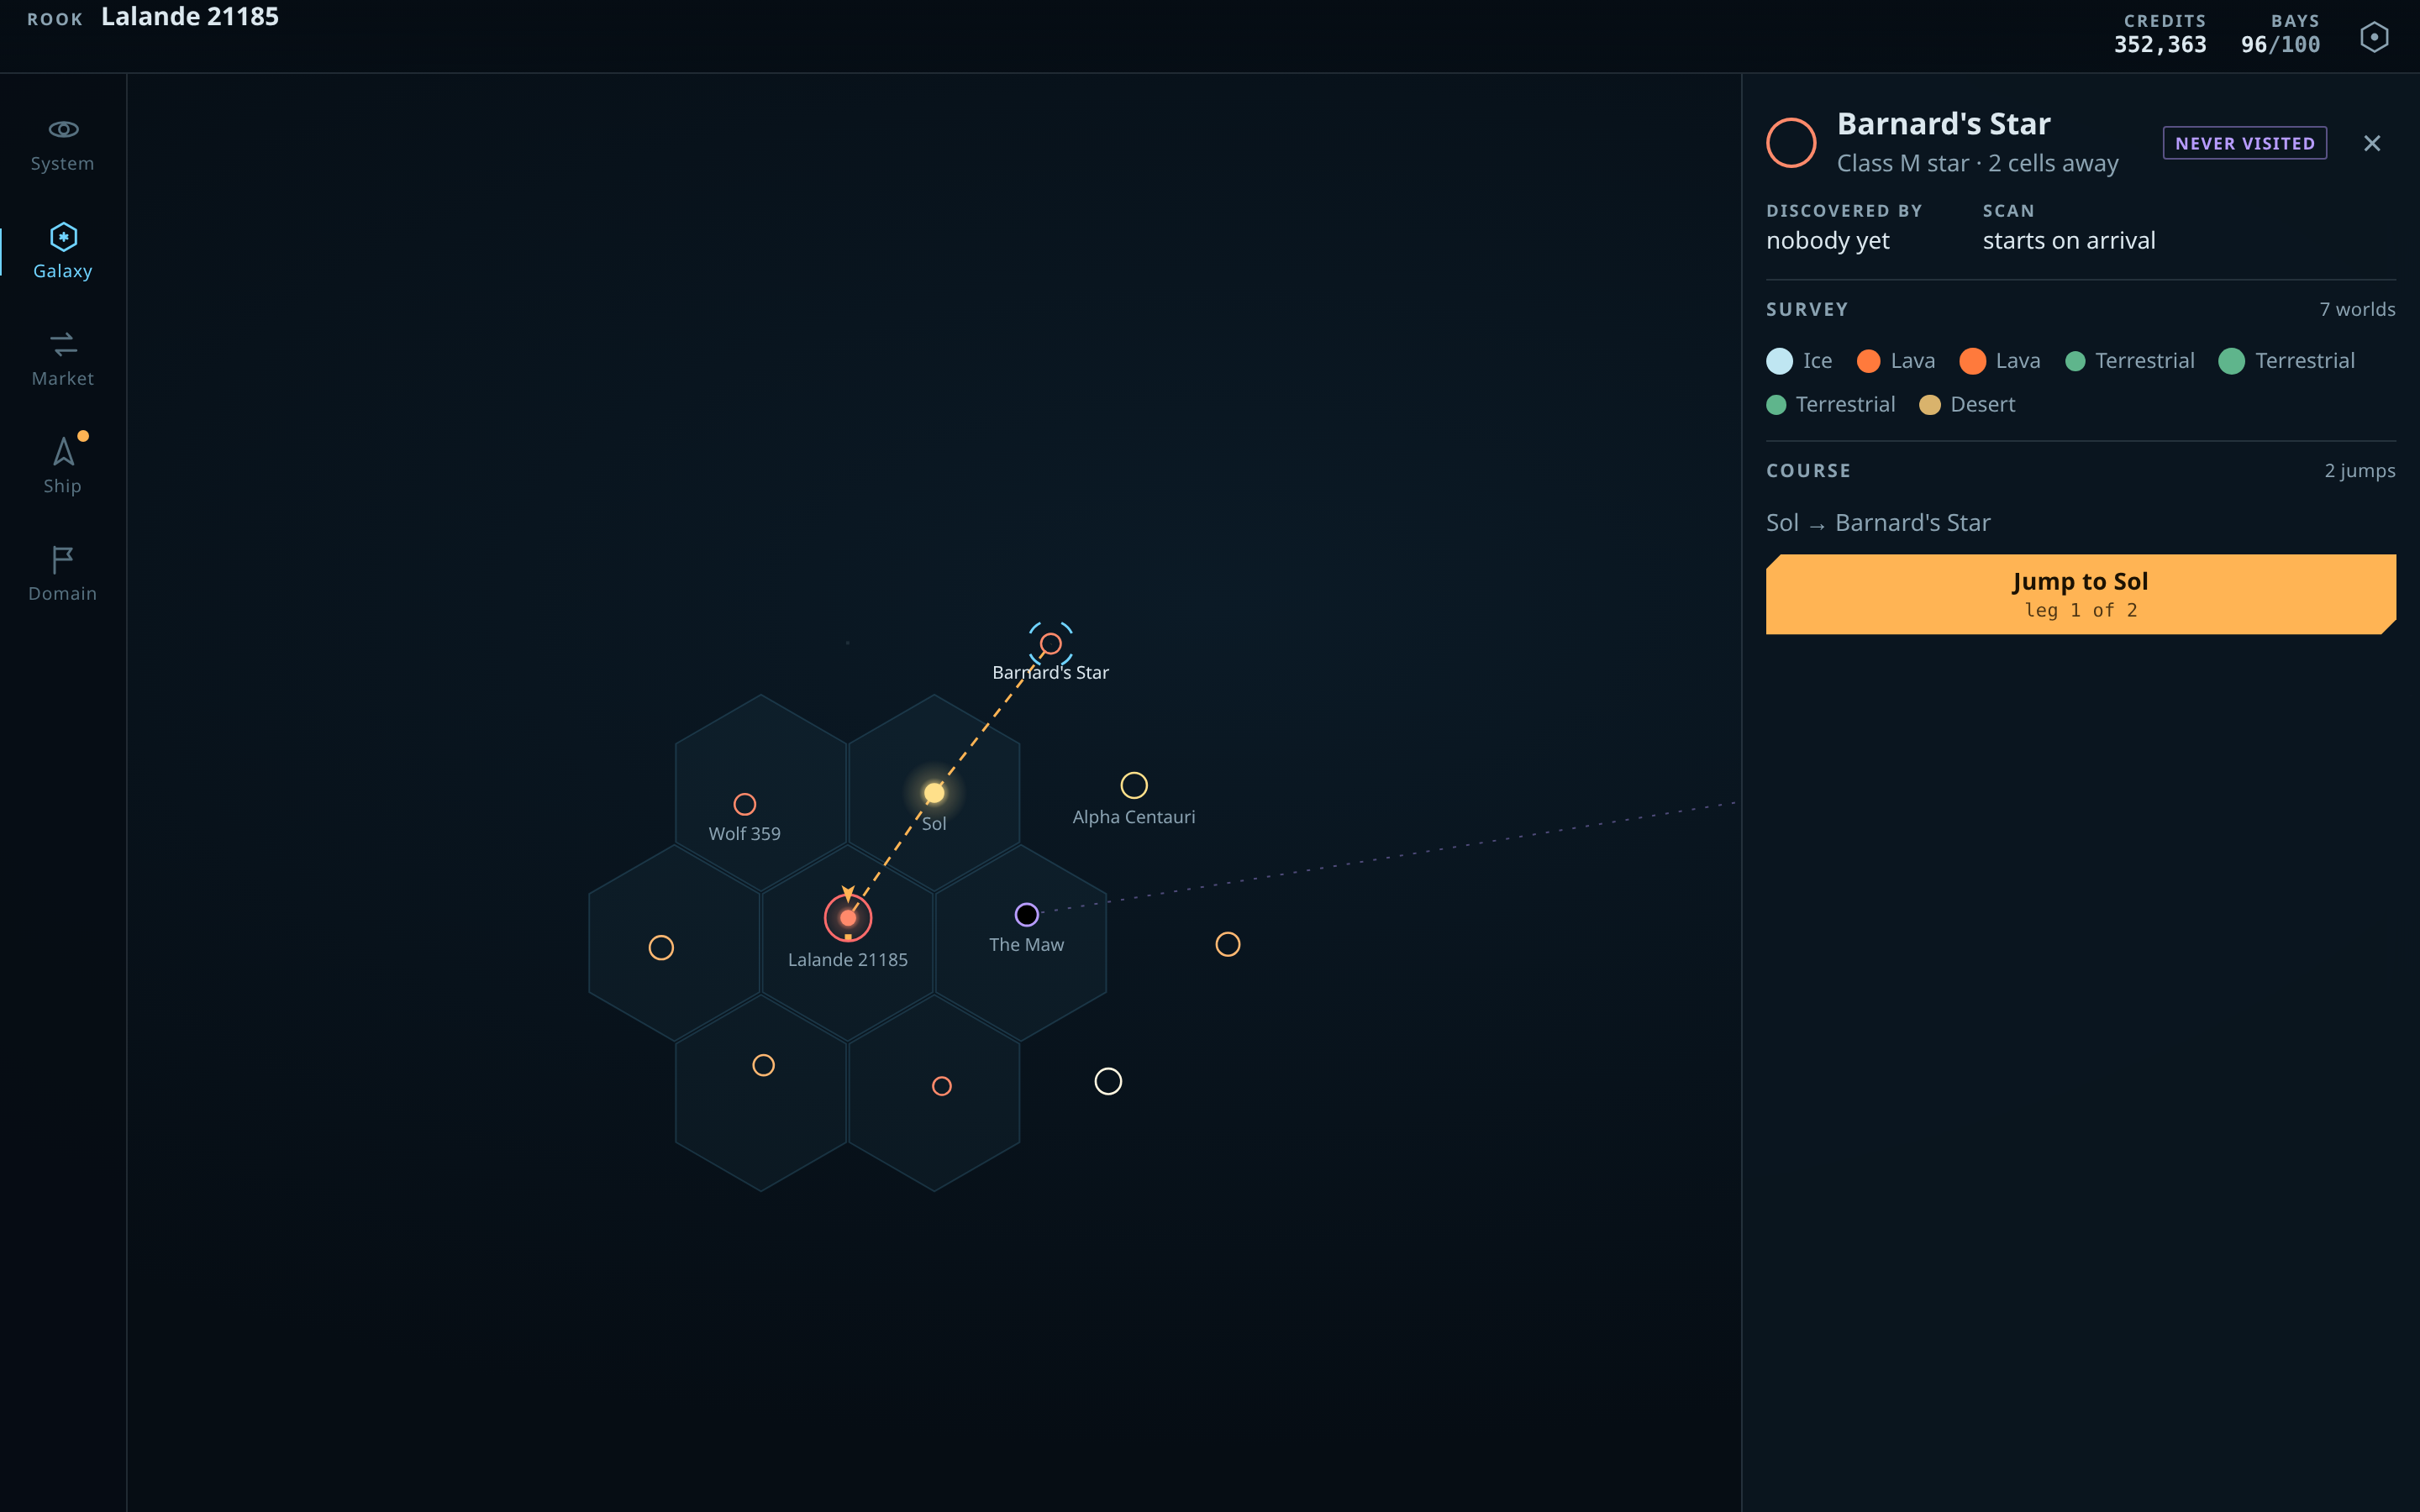 ROOK Lalande 21185
CREDITS
352,363
BAYS
96/100
System
Galaxy
Market
Ship
Domain
Barnard's Star
Wolf 359
Sol
Alpha Centauri
Lalande 21185
The Maw
Barnard's Star
Class M star · 2 cells away
NEVER VISITED
DISCOVERED BY
nobody yet
SCAN
starts on arrival
SURVEY 7 worlds
Ice Lava Lava Terrestrial Terrestrial
Terrestrial Desert
COURSE 2 jumps
Sol → Barnard's Star
Jump to Sol
leg 1 of 2